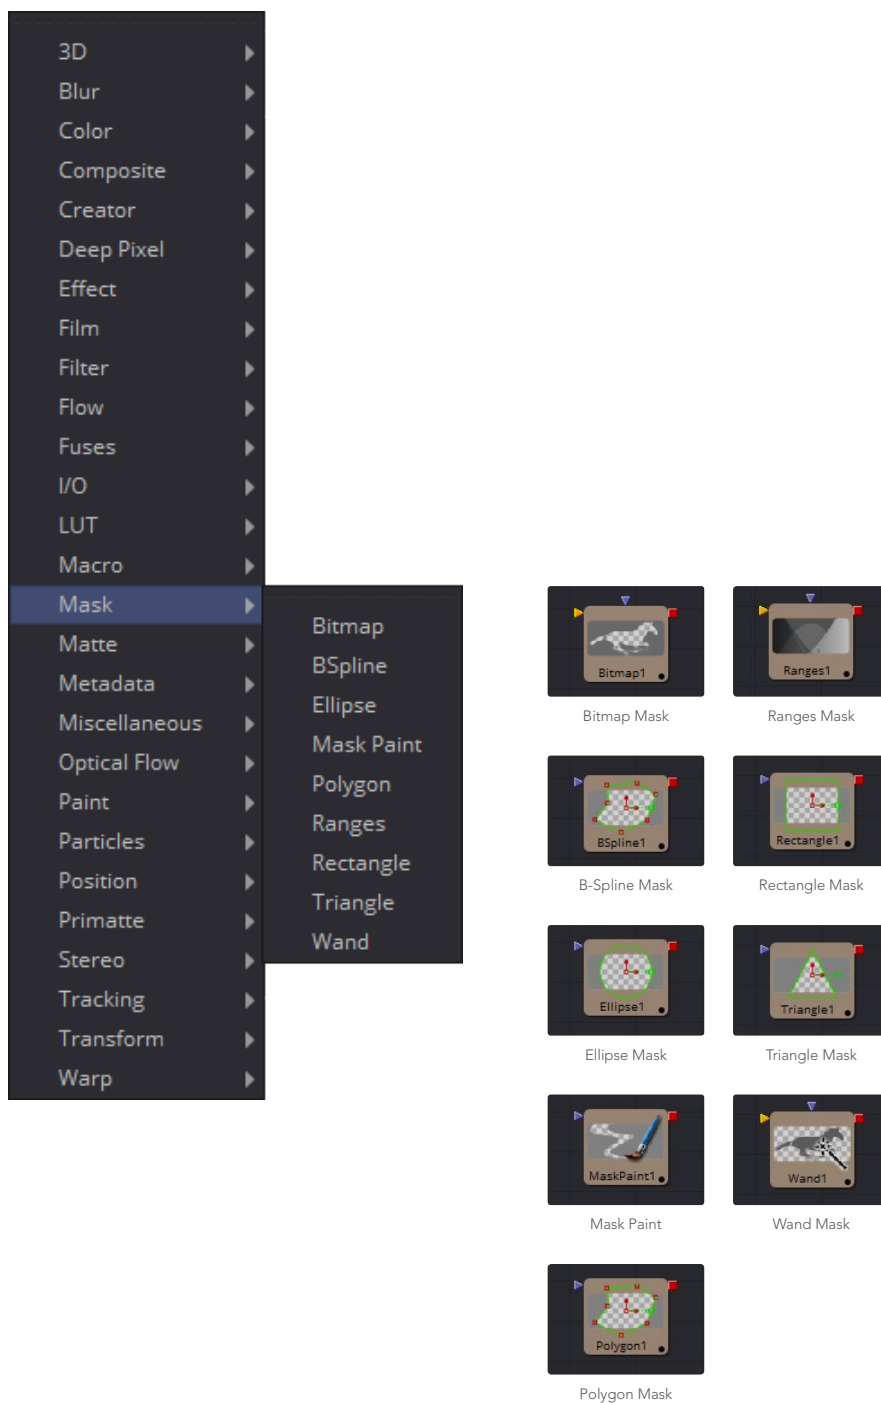 3D
Blur
Color
Composite
Creator
Deep Pixel
Effect
Film
Filter
Flow
Fuses
I/O
LUT
Macro
Mask
Matte
Metadata
Miscellaneous
Optical Flow
Paint
Particles
Position
Primatte
Stereo
Tracking
Transform
Warp
Bitmap
BSpline
Ellipse
Mask Paint
Polygon
Ranges
Rectangle
Triangle
Wand
Bitmap1
Bitmap Mask
Ranges1
Ranges Mask
BSpline1
B-Spline Mask
Rectangle1
Rectangle Mask
Ellipse1
Ellipse Mask
Triangle1
Triangle Mask
MaskPaint1
Mask Paint
Wand1
Wand Mask
Polygon1
Polygon Mask